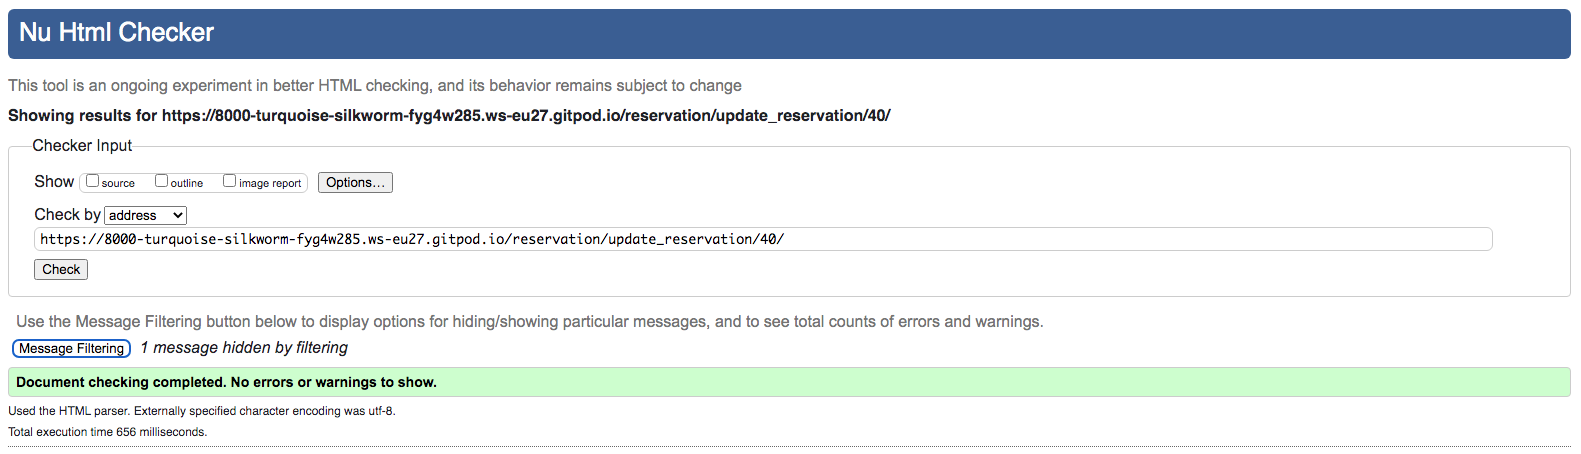 Nu Html Checker
This tool is an ongoing experiment in better HTML checking, and its behavior remains subject to change
Showing results for https://8000-turquoise-silkworm-fyg4w285.ws-eu27.gitpod.io/reservation/update_reservation/40/
Checker Input
Show source outline image report Options...
Check by address
https://8000-turquoise-silkworm-fyg4w285.ws-eu27.gitpod.io/reservation/update_reservation/40/
Check
Use the Message Filtering button below to display options for hiding/showing particular messages, and to see total counts of errors and warnings.
Message Filtering 1 message hidden by filtering
Document checking completed. No errors or warnings to show.
Used the HTML parser. Externally specified character encoding was utf-8.
Total execution time 656 milliseconds.